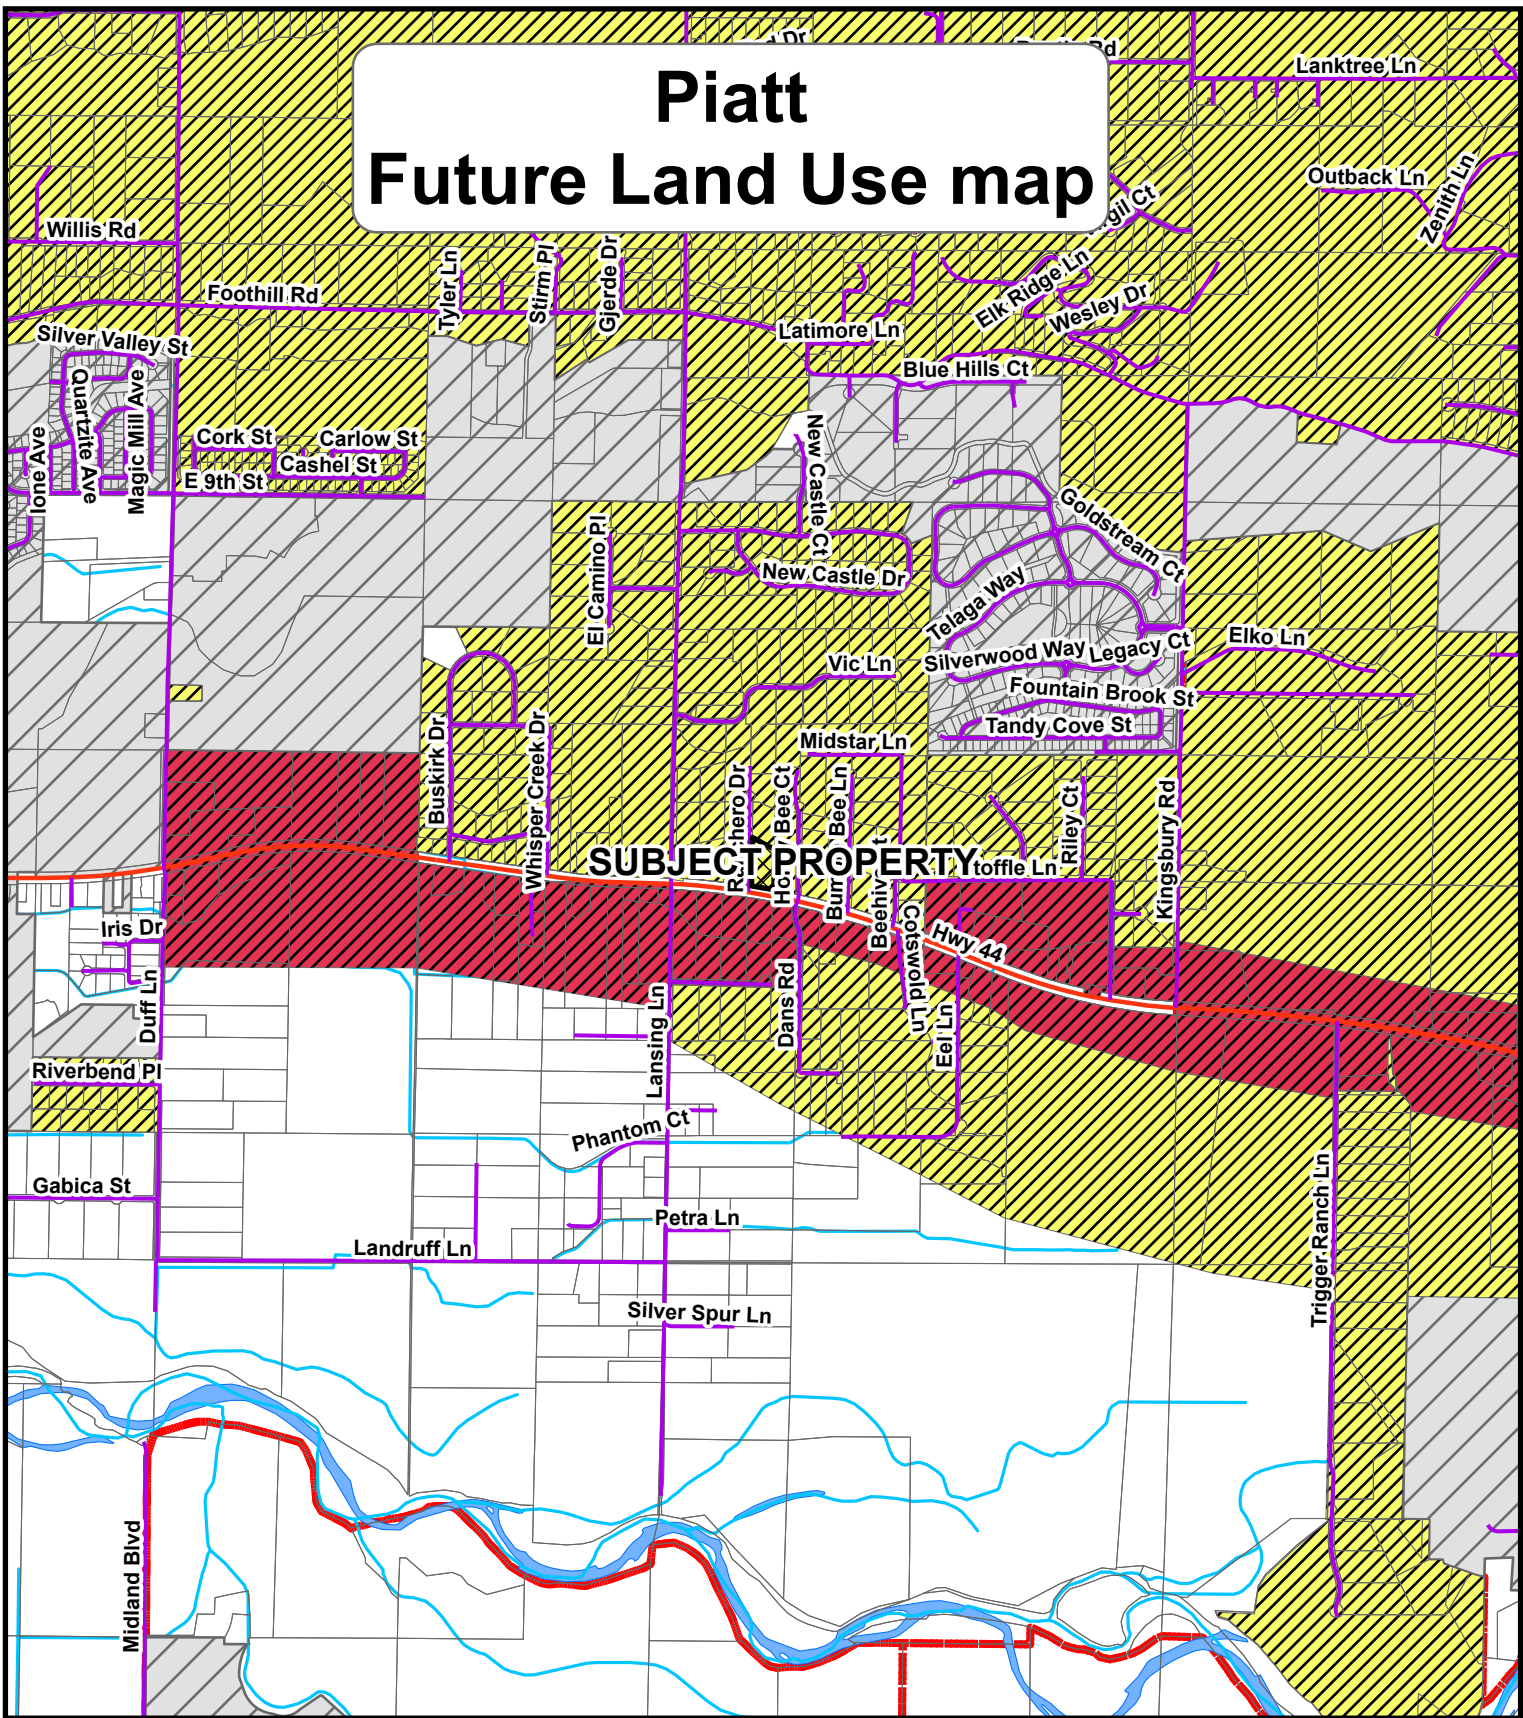 Piatt
Future Land Use map
Lanktree Ln
Outback Ln
Zenith Ln
Willis Rd
Foothill Rd
Tyler Ln
Stirm Pl
Gjerde Dr
Elk Ridge Ln
Wesley Dr
Latimore Ln
Silver Valley St
Blue Hills Ct
Quartzite Ave
Magic Mill Ave
Ione Ave
Cork St
Carlow St
Cashel St
E 9th St
New Castle Ct
Goldstream Ct
El Camino Pl
New Castle Dr
Telaga Way
Elko Ln
Silverwood Way
Legacy Ct
Vic Ln
Fountain Brook St
Tandy Cove St
Midstar Ln
Buskirk Dr
Whisper Creek Dr
Bee Ct
Bee Ln
Riley Ct
Kingsbury Rd
SUBJECT PROPERTY
toffle Ln
Iris Dr
Duff Ln
Cotswold Ln
Hwy 44
Dans Rd
Eel Ln
Lansing Ln
Riverbend Pl
Phantom Ct
Gabica St
Petra Ln
Landruff Ln
Trigger Ranch Ln
Silver Spur Ln
Midland Blvd